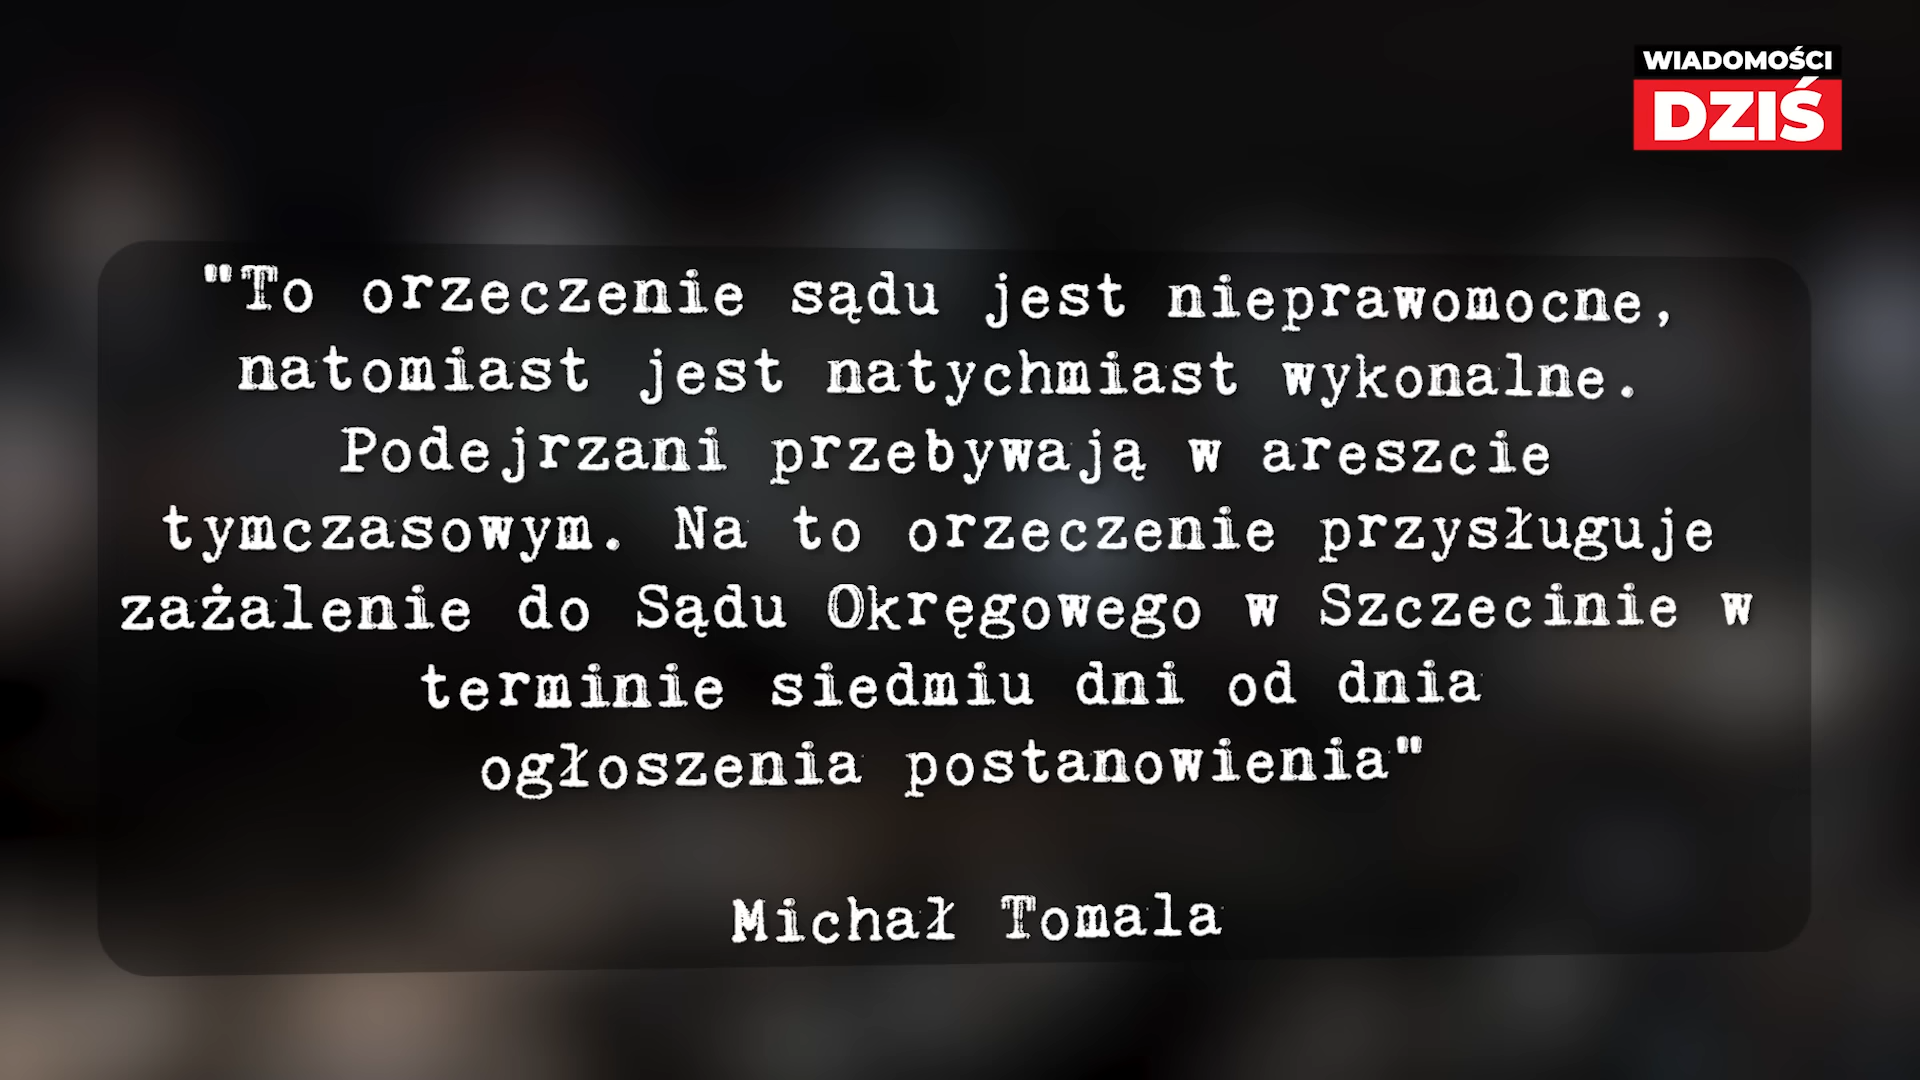 WIADOMOŚCI
DZIŚ
"To orzeczenie sądu jest nieprawomocne,
natomiast jest natychmiast wykonalne.
Podejrzani przebywają w areszcie
tymczasowym. Na to orzeczenie przysługuje
zażalenie do Sądu Okręgowego w Szczecinie w
terminie siedmiu dni od dnia
ogłoszenia postanowienia"
Michał Tomala